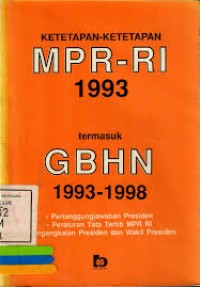 KETETAPAN-KETETAPAN
MPR-RI
1993
termasuk
GBHN
1993-1998
- Pertanggungjawaban Presiden
- Peraturan Tata Tertib MPR RI
ngangkatan Presiden dan Wakil Presiden